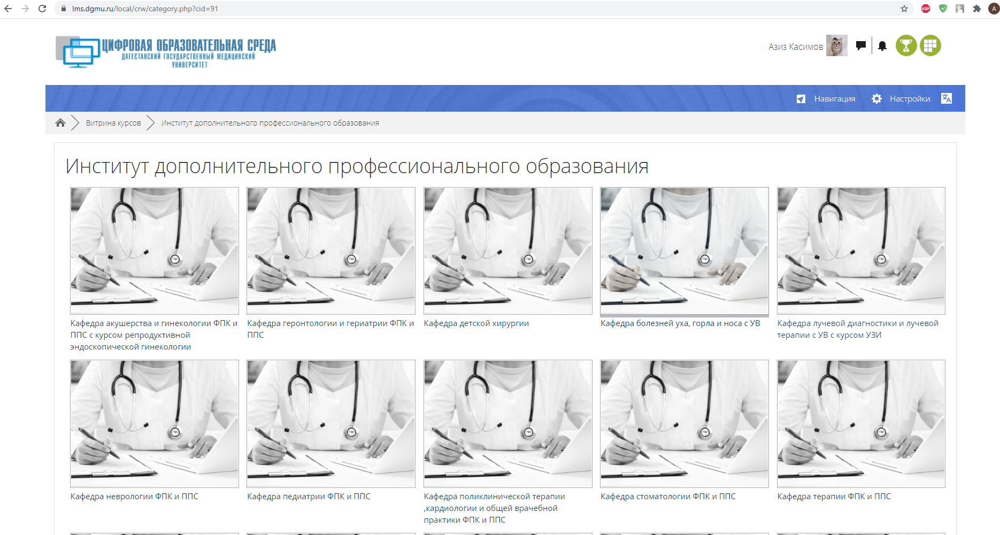 lms.dgmu.ru/local/crw/category.php?cid=91
ABP
A
ЦИФРОВАЯ ОБРАЗОВАТЕЛЬНАЯ СРЕДА
ДАГЕСТАНСКИЙ ГОСУДАРСТВЕННЫЙ МЕДИЦИНСКИЙ
УНИВЕРСИТЕТ
Азиз Касимов
Навигация
Настройки
Витрина курсов
Институт дополнительного профессионального образования
Институт дополнительного профессионального образования
Кафедра акушерства и гинекологии ФПК и
ППС с курсом репродуктивной
эндоскопической гинекологии
Кафедра геронтологии и гериатрии ФПК и
ППС
Кафедра детской хирургии
Кафедра болезней уха, горла и носа с УВ
Кафедра лучевой диагностики и лучевой
терапии с УВ с курсом УЗИ
Кафедра неврологии ФПК и ППС
Кафедра педиатрии ФПК и ППС
Кафедра поликлинической терапии
,кардиологии и общей врачебной
практики ФПК и ППС
Кафедра стоматологии ФПК и ППС
Кафедра терапии ФПК и ППС